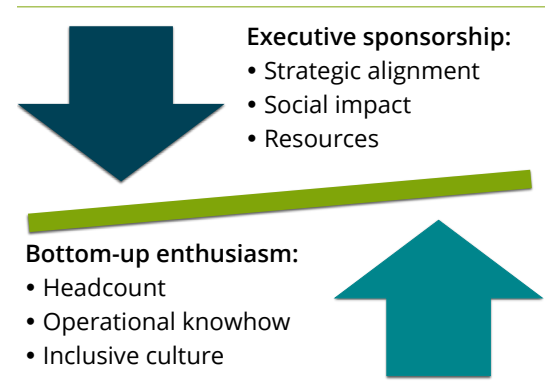 Executive sponsorship:
• Strategic alignment
• Social impact
• Resources
Bottom-up enthusiasm:
• Headcount
• Operational knowhow
• Inclusive culture